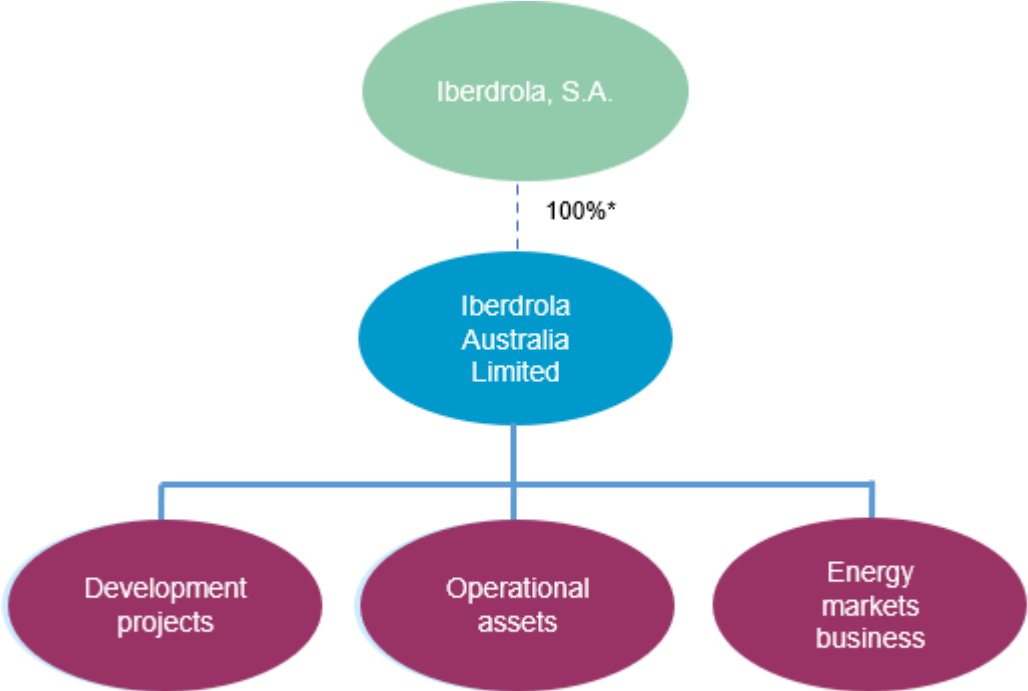 Iberdrola, S.A.
100%*
Iberdrola
Australia
Limited
Development
projects
Operational
assets
Energy
markets
business